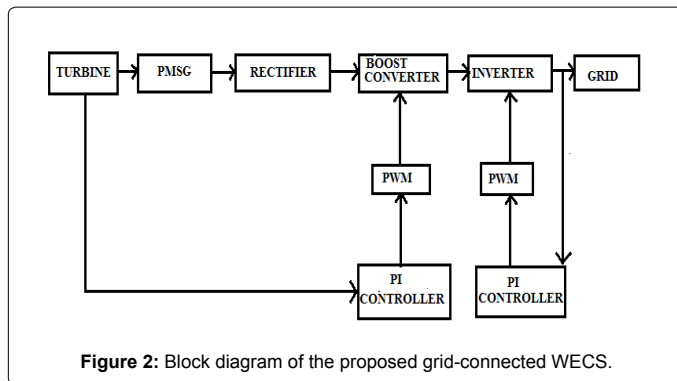 TURBINE
PMSG
RECTIFIER
BOOST
CONVERTER
INVERTER
GRID
PWM
PWM
PI
CONTROLLER
PI
CONTROLLER
Figure 2: Block diagram of the proposed grid-connected WECS.